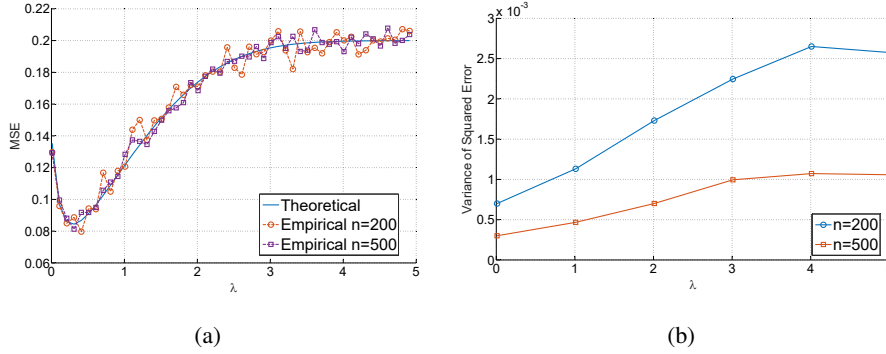 0.22
0.2
0.18
0.16
0.14
0.12
0.1
0.08
0.06
MSE
0 1 2 3 4 5
λ
Theoretical
Empirical n=200
Empirical n=500
(a)
3 x 10-3
2.5
2
1.5
1
0.5
0
Variance of Squared Error
0 1 2 3 4
λ
n=200
n=500
(b)